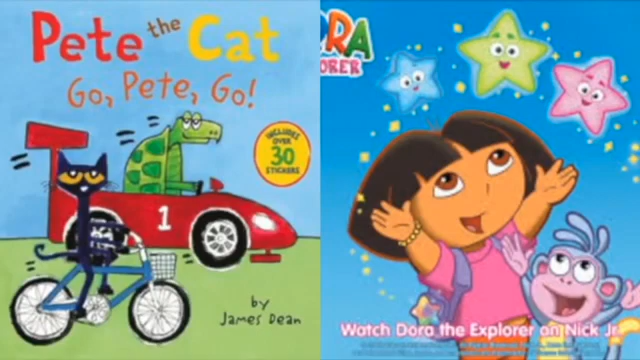 Pete the Cat
Go, Pete, Go!
INCLUDES
OVER
30
STICKERS
1
by
James Dean
RA
ORER
Watch Dora the Explorer on Nick Jr.